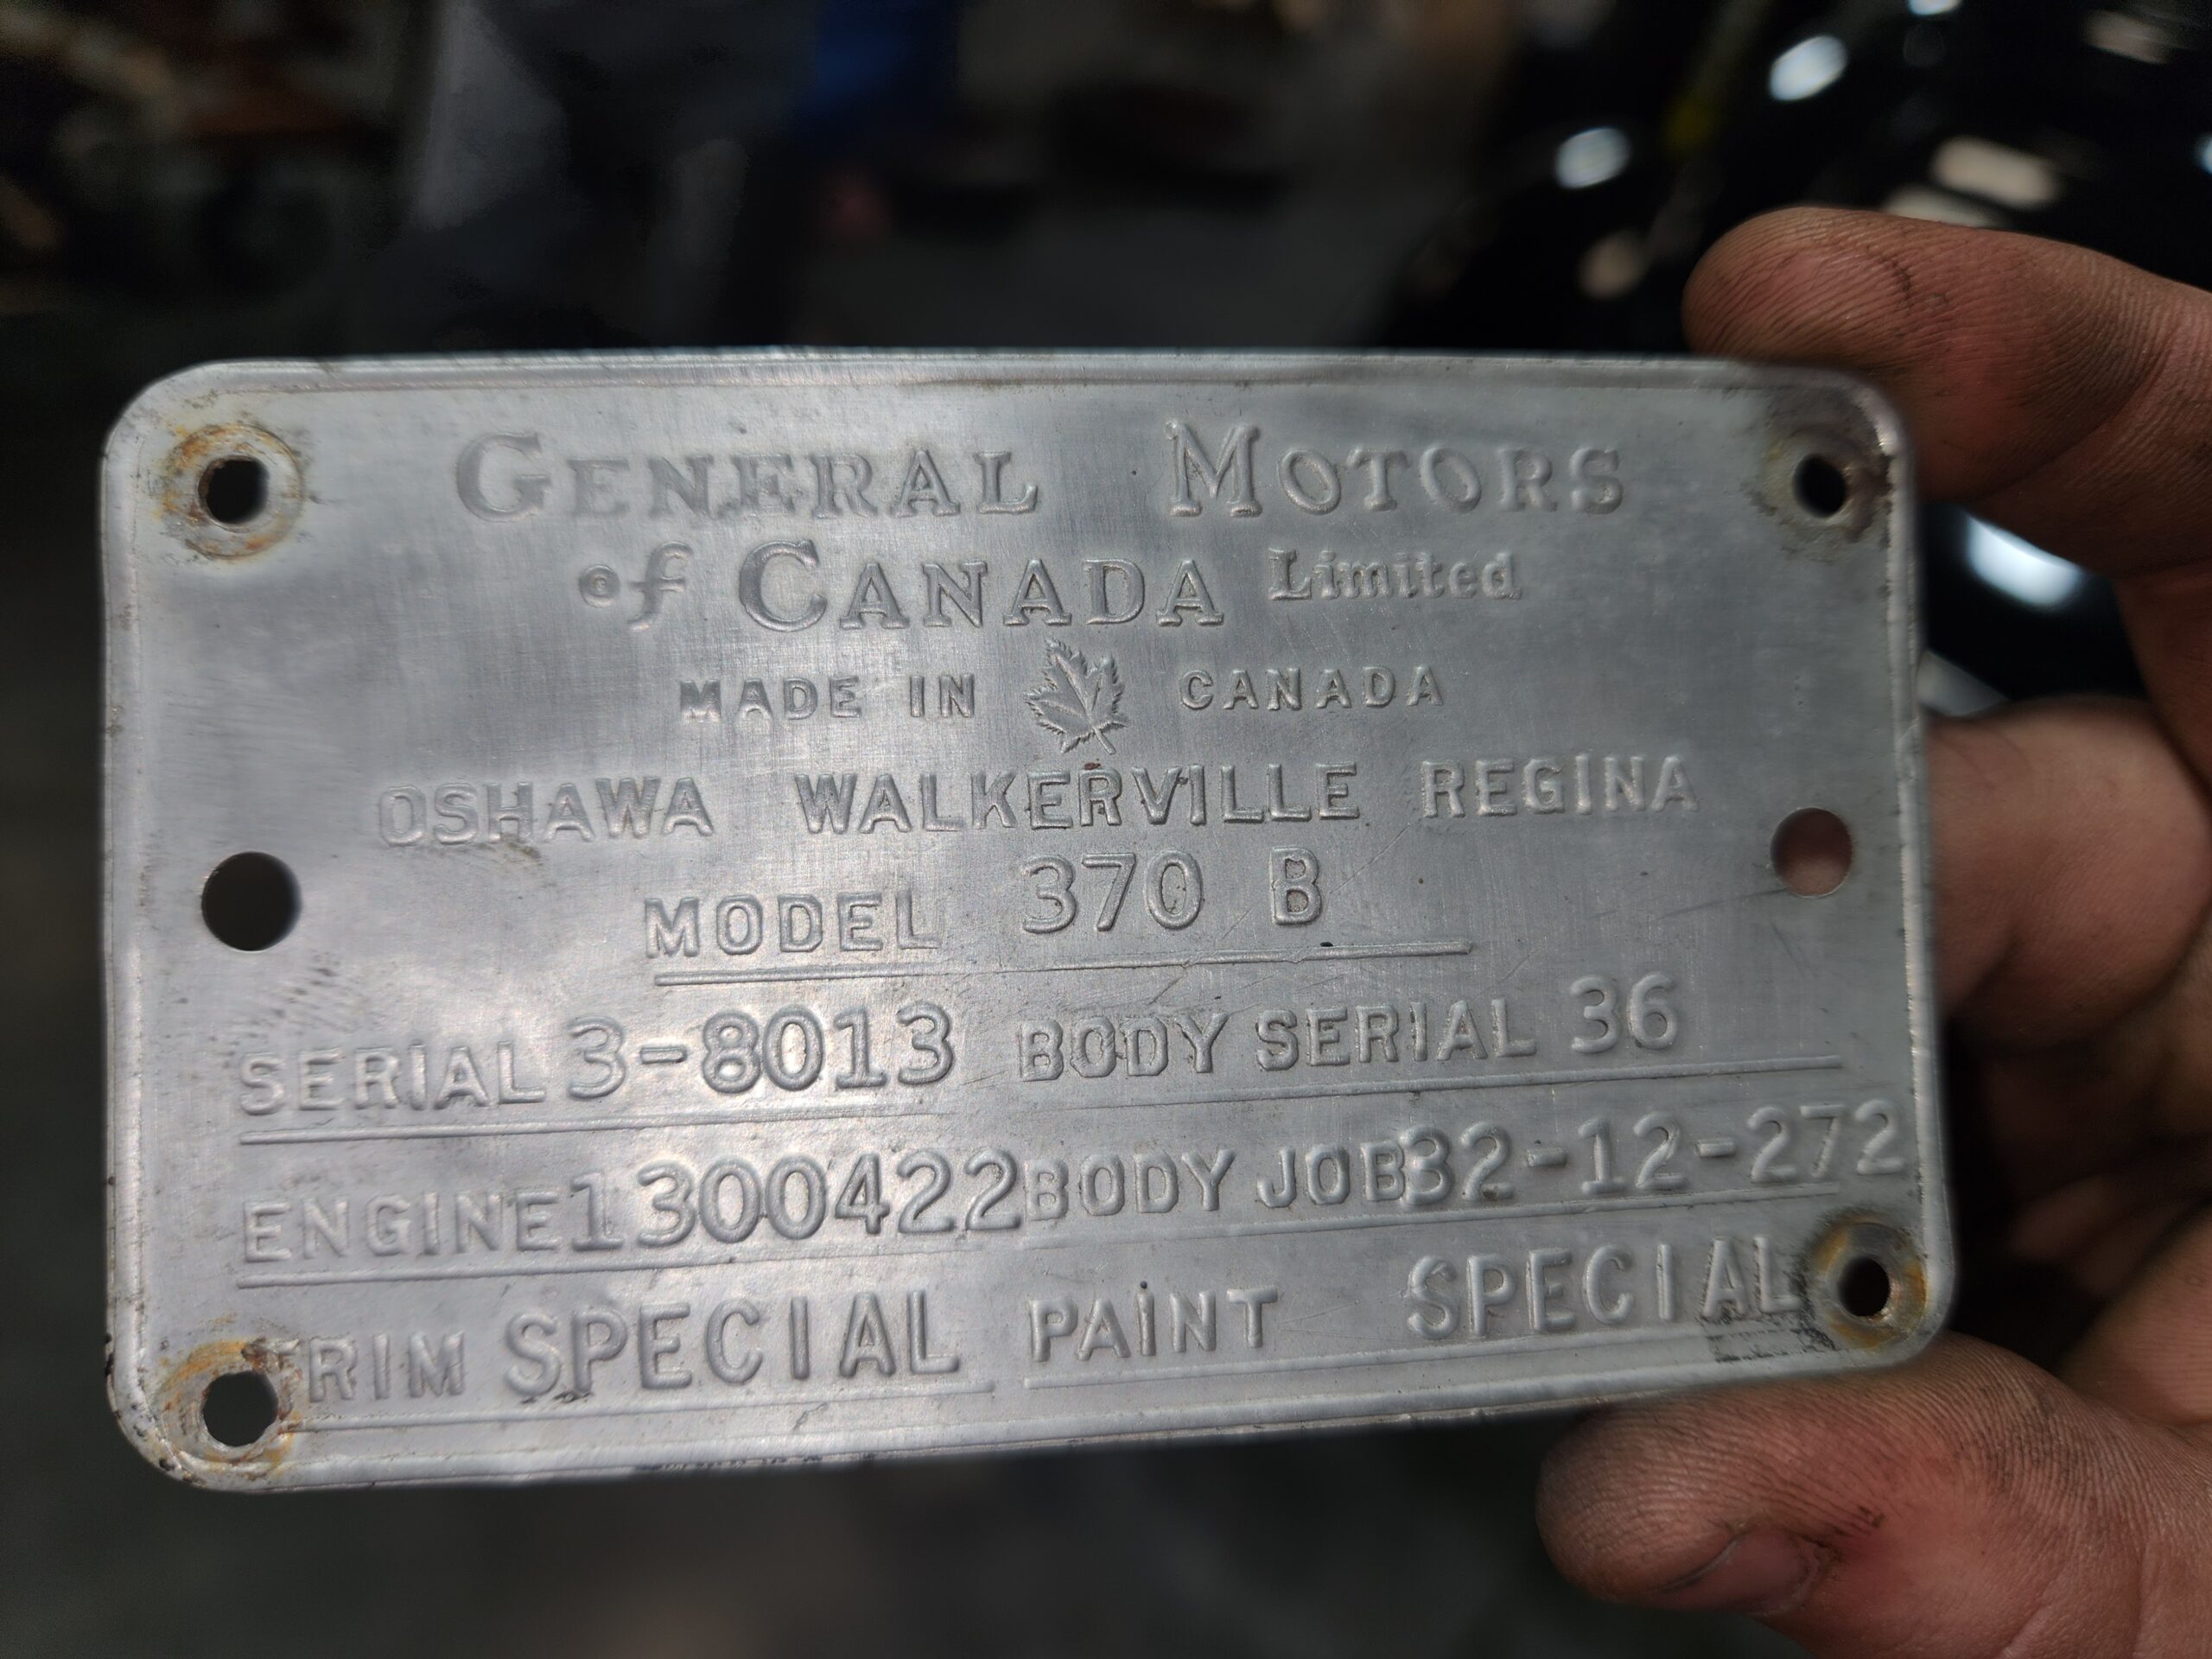 GENERAL MOTORS
of CANADA Limited
MADE IN CANADA
OSHAWA WALKERVILLE REGINA
MODEL 370 B
SERIAL 3-8013 BODY SERIAL 36
ENGINE 1300422 BODY JOB 32-12-272
TRIM SPECIAL PAINT SPECIAL